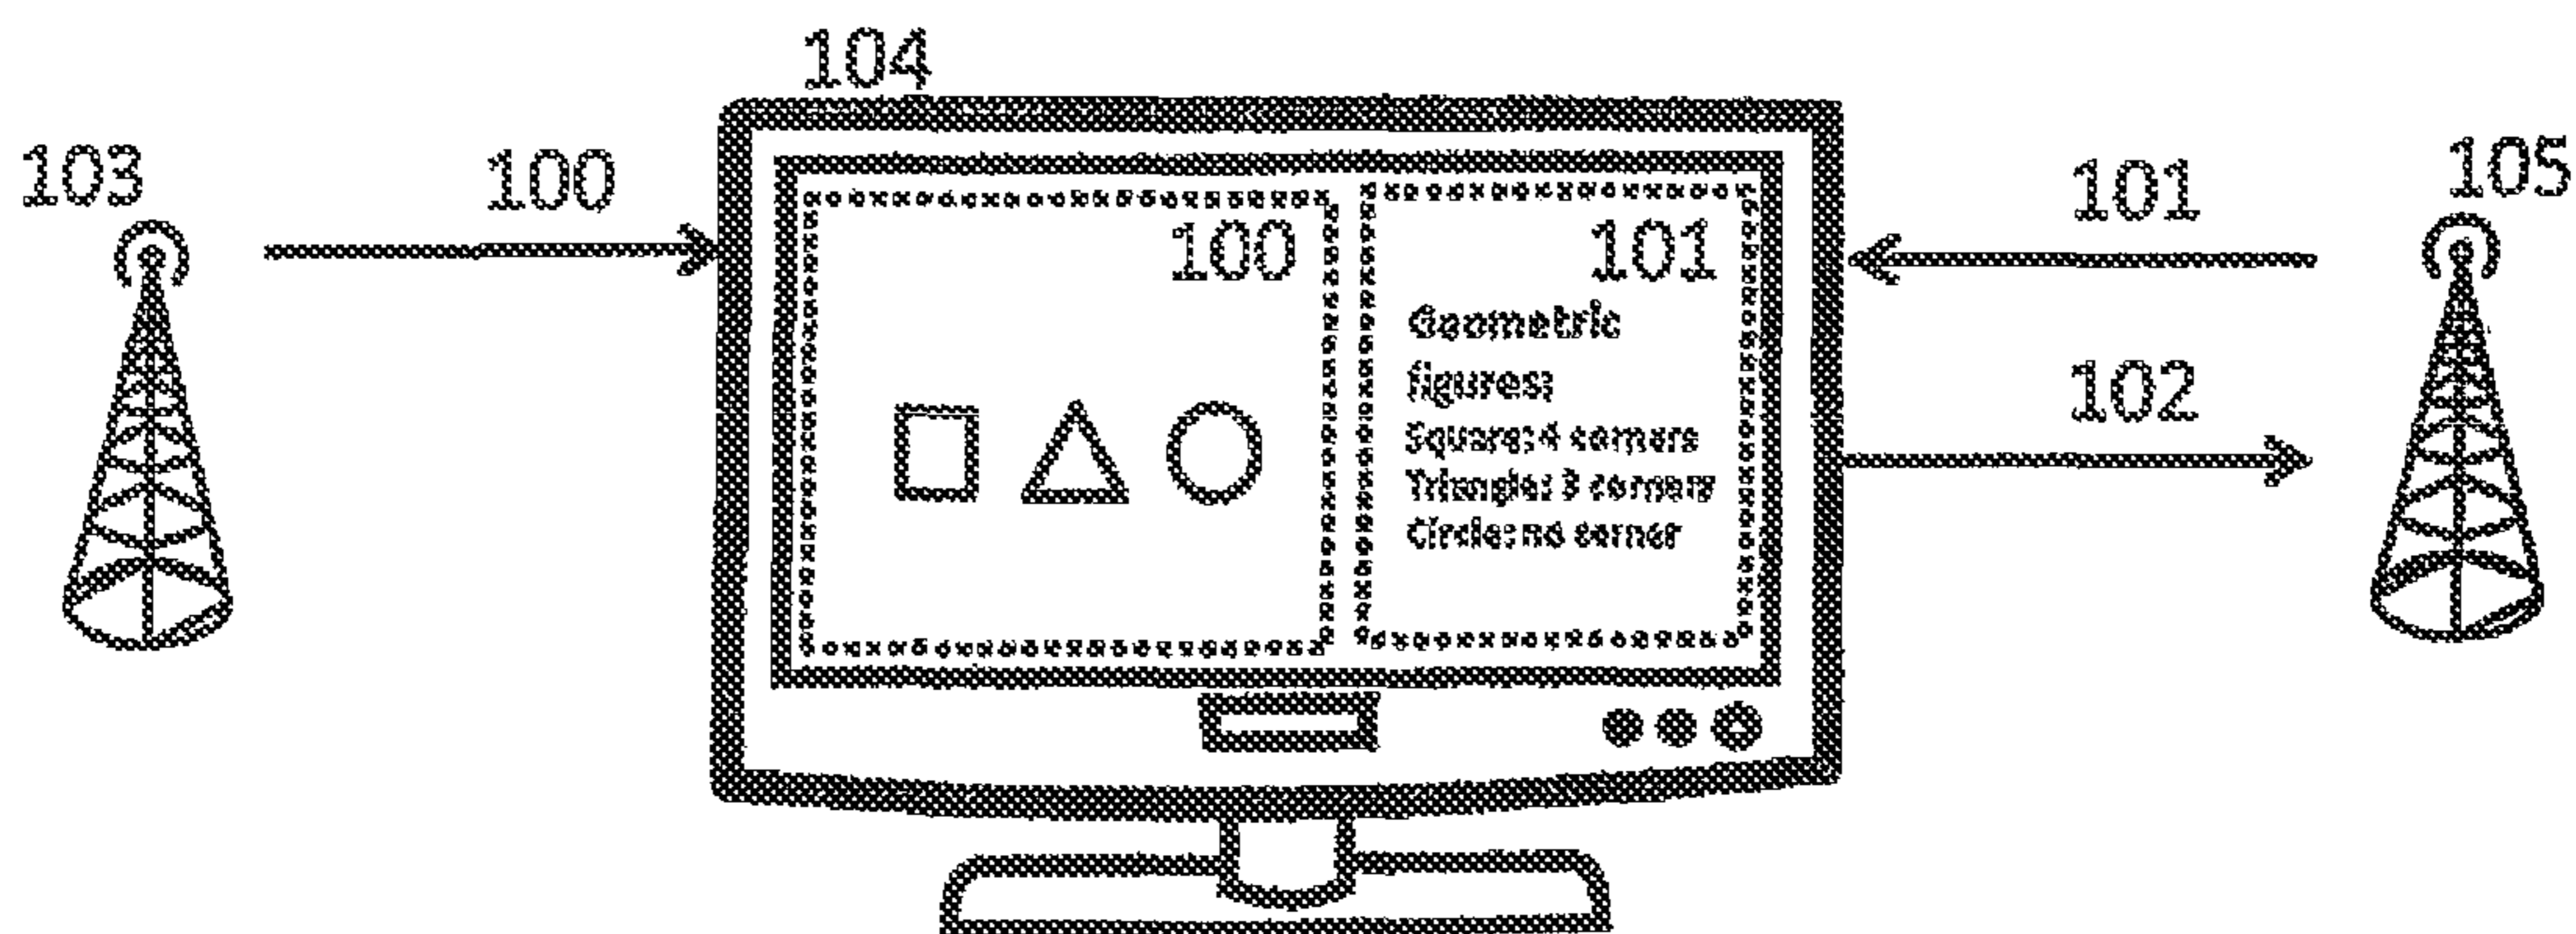 104
103
100
101
105
100
101
Geometric
figures:
Square: 4 corners
Triangle: 3 corners
Circle: no corner
102